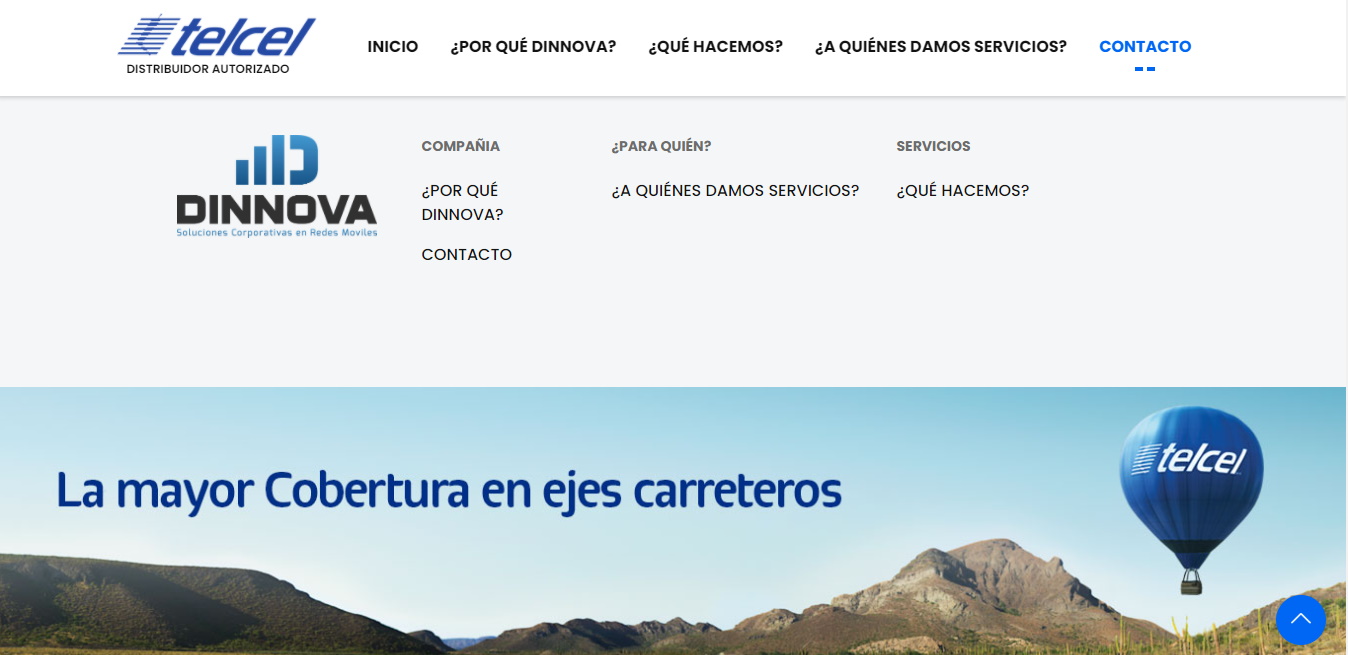 telcel
DISTRIBUIDOR AUTORIZADO
INICIO
¿POR QUÉ DINNOVA?
¿QUÉ HACEMOS?
¿A QUIÉNES DAMOS SERVICIOS?
CONTACTO
DINNOVA
Soluciones Corporativas en Redes Moviles
COMPAÑIA
¿POR QUÉ
DINNOVA?
CONTACTO
¿PARA QUIÉN?
¿A QUIÉNES DAMOS SERVICIOS?
SERVICIOS
¿QUÉ HACEMOS?
La mayor Cobertura en ejes carreteros
telcel